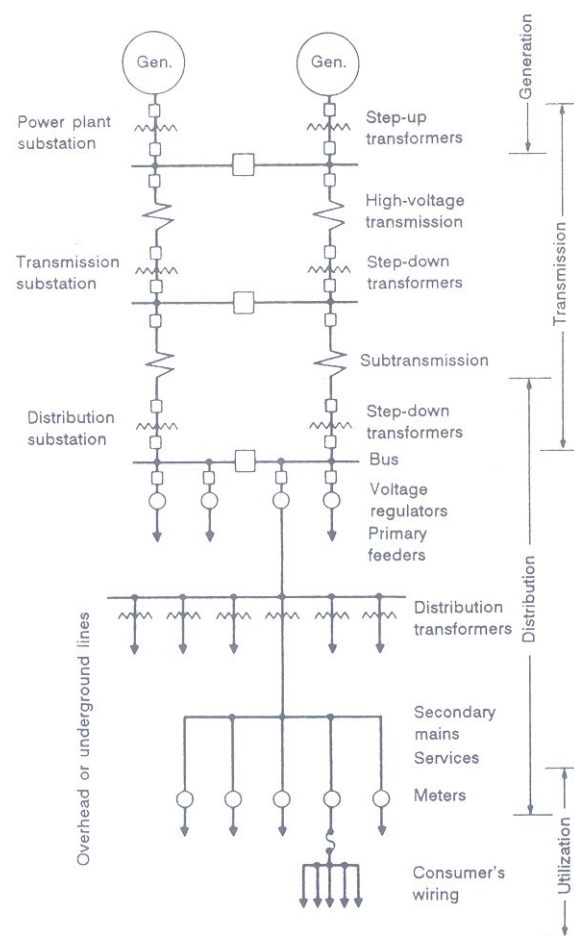 Gen.
Gen.
Generation
Power plant
substation
Step-up
transformers
High-voltage
transmission
Transmission
substation
Step-down
transformers
Transmission
Subtransmission
Distribution
substation
Step-down
transformers
Bus
Voltage
regulators
Primary
feeders
Distribution
Distribution
transformers
Overhead or underground lines
Secondary
mains
Services
Meters
Utilization
Consumer's
wiring